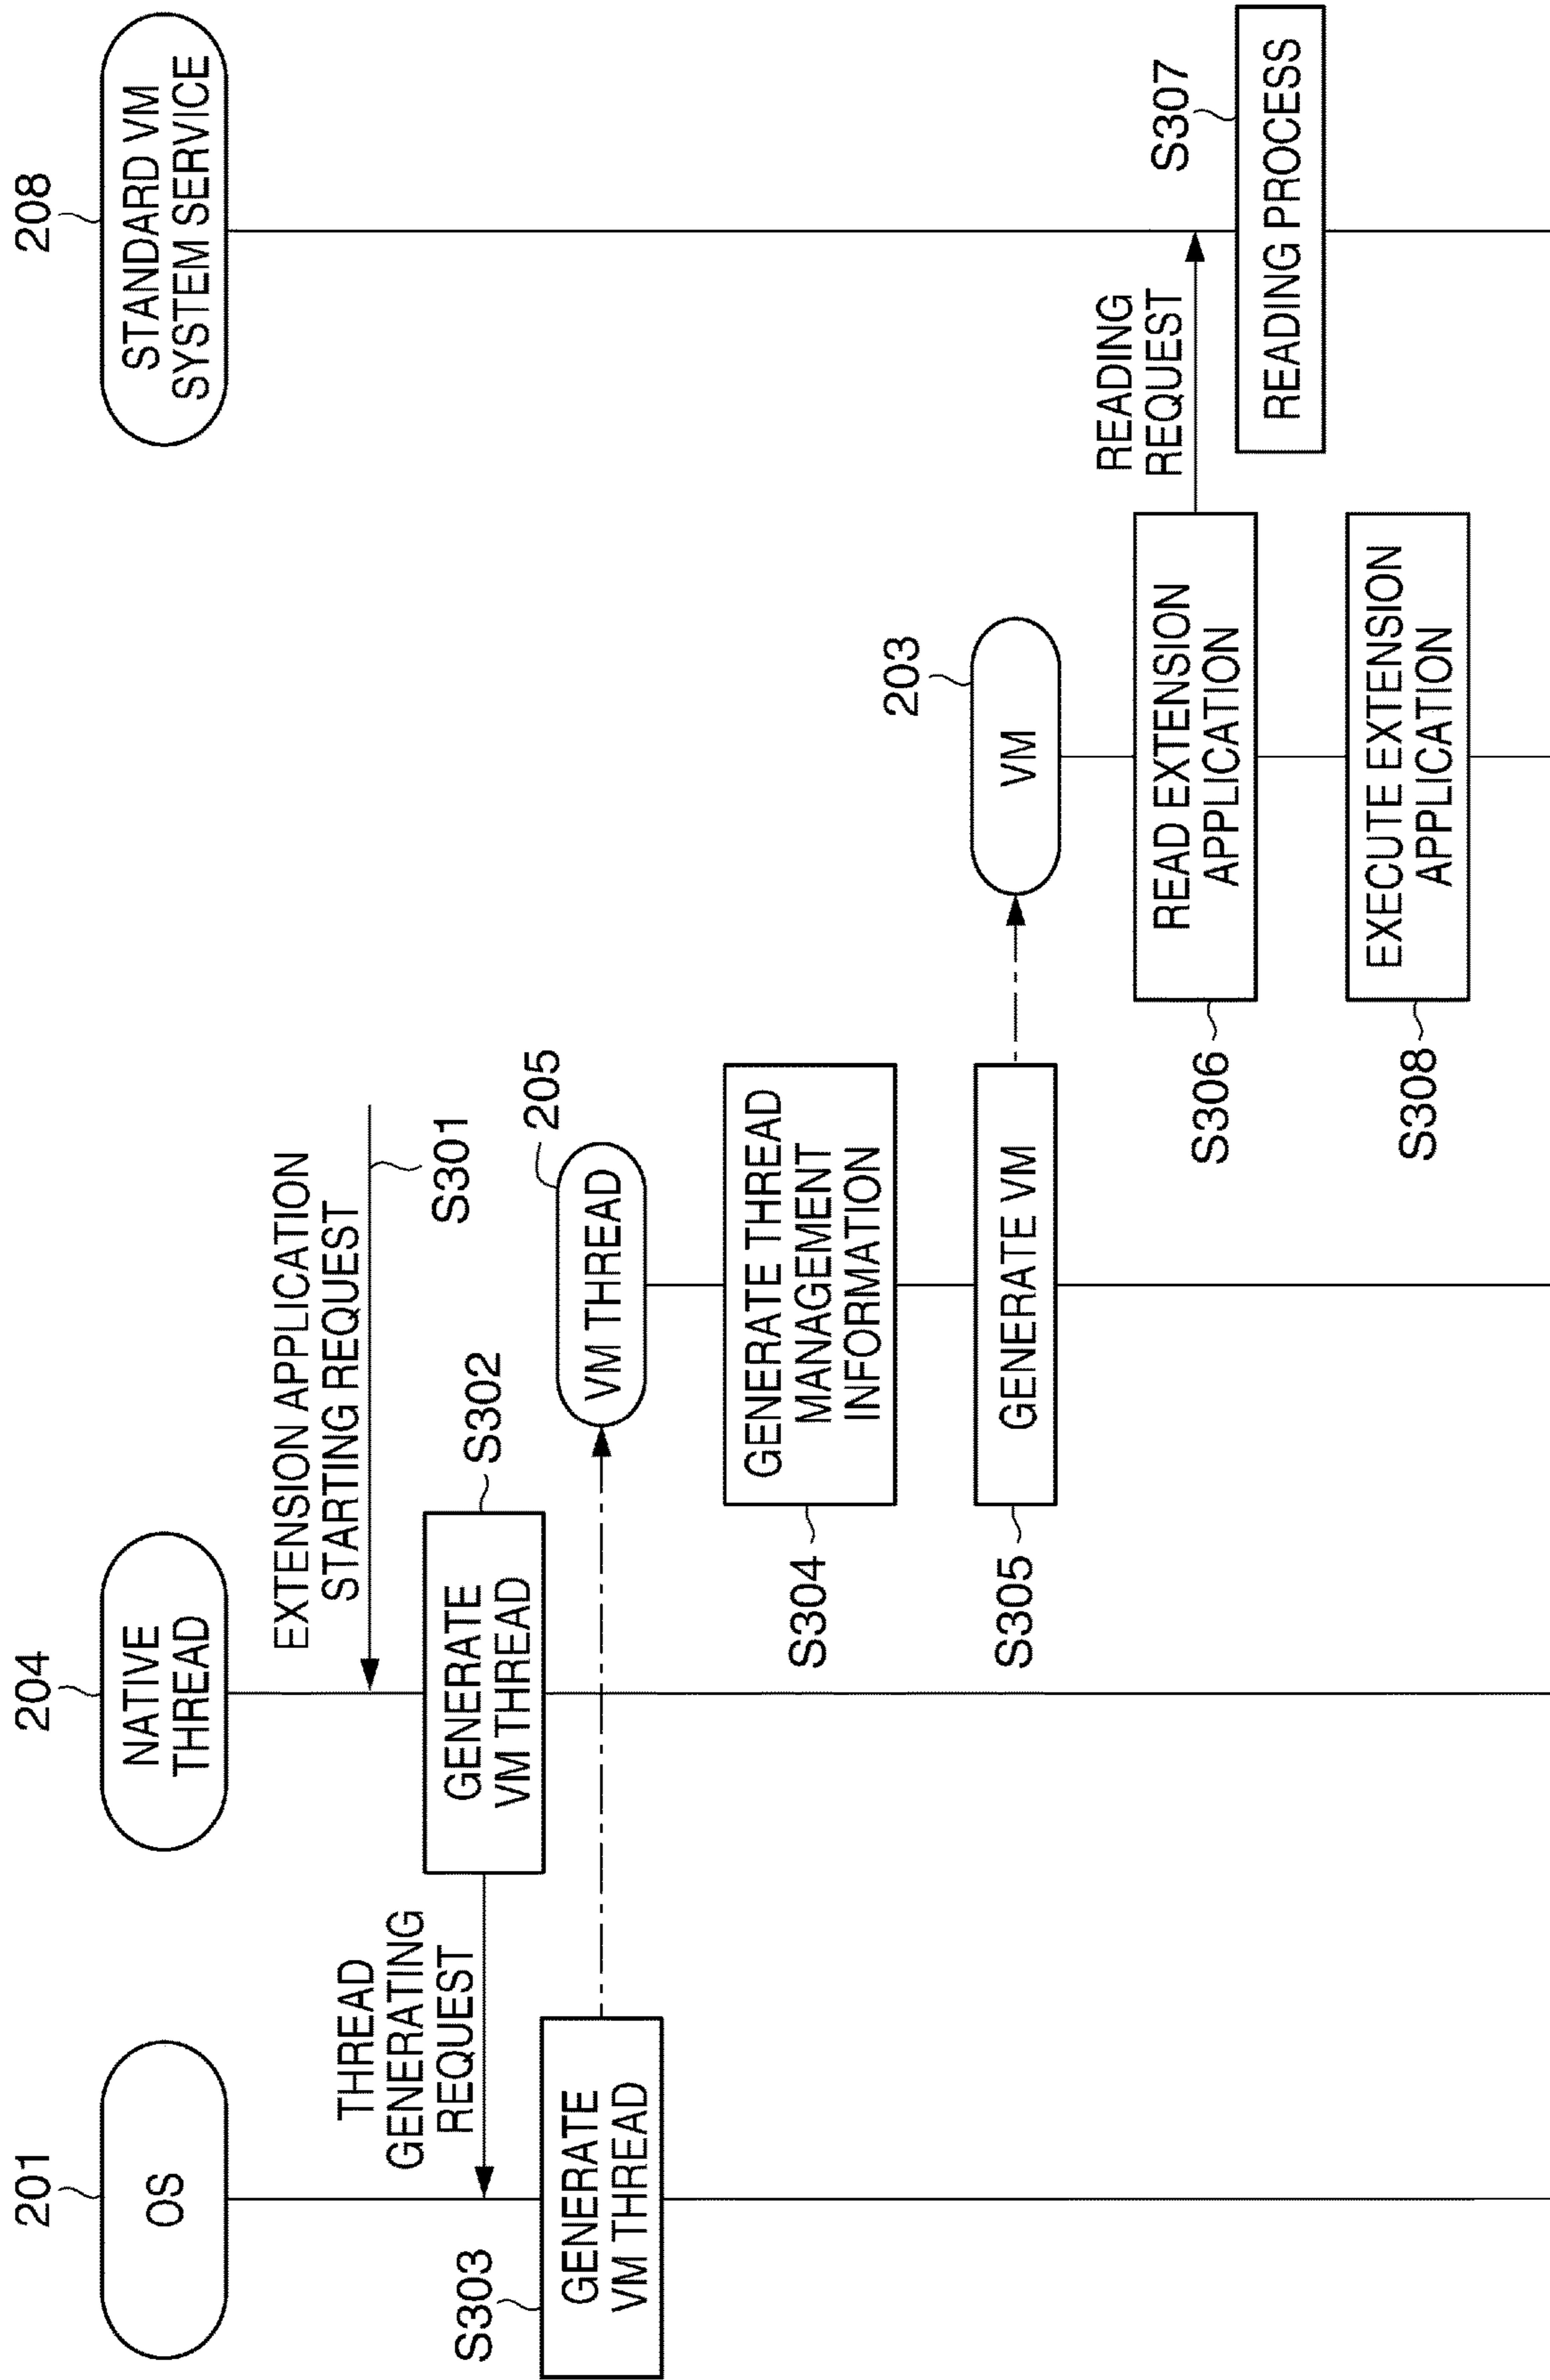 201
OS
204
NATIVE
THREAD
208
STANDARD VM
SYSTEM SERVICE
EXTENSION APPLICATION
STARTING REQUEST
S301
THREAD
GENERATING
REQUEST
GENERATE
VM THREAD
S302
S303
GENERATE
VM THREAD
205
VM THREAD
S304
GENERATE THREAD
MANAGEMENT
INFORMATION
S305
GENERATE VM
203
VM
S306
READ EXTENSION
APPLICATION
READING
REQUEST
S307
READING PROCESS
S308
EXECUTE EXTENSION
APPLICATION